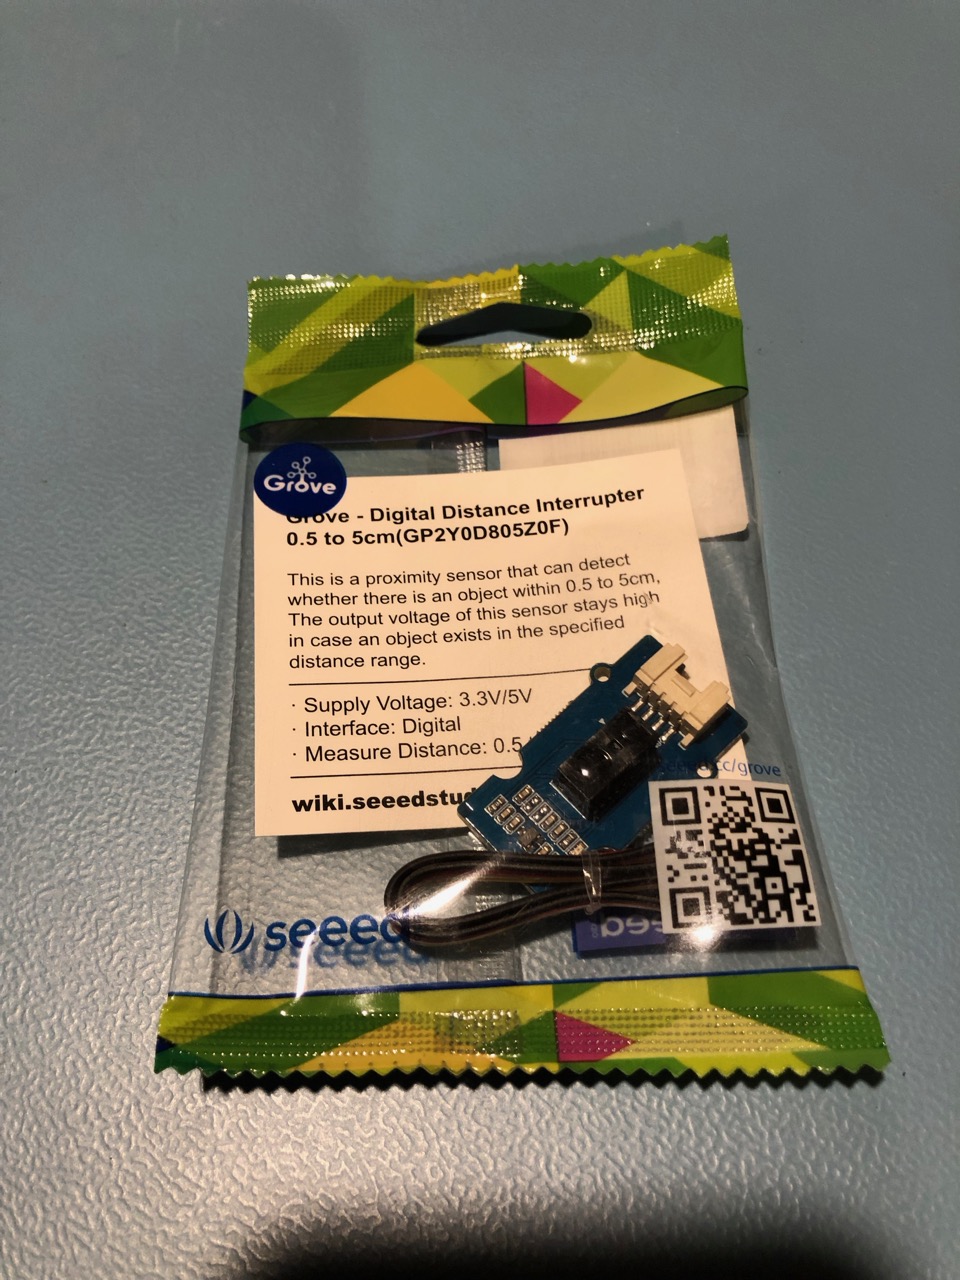 Grove
Grove - Digital Distance Interrupter
0.5 to 5cm(GP2Y0D805Z0F)
This is a proximity sensor that can detect
whether there is an object within 0.5 to 5cm,
The output voltage of this sensor stays high
in case an object exists in the specified
distance range.
· Supply Voltage: 3.3V/5V
· Interface: Digital
· Measure Distance: 0.5
wiki.seeedstu
seeed.cc/grove
seeed